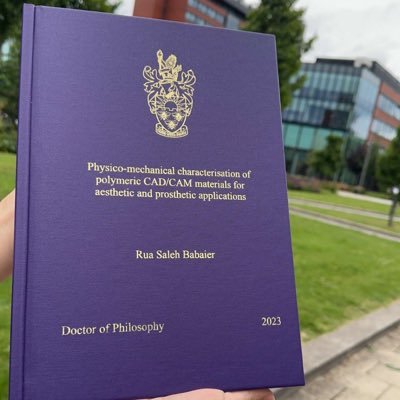 Physico-mechanical characterisation of
polymeric CAD/CAM materials for
aesthetic and prosthetic applications
Rua Saleh Babaier
Doctor of Philosophy 2023